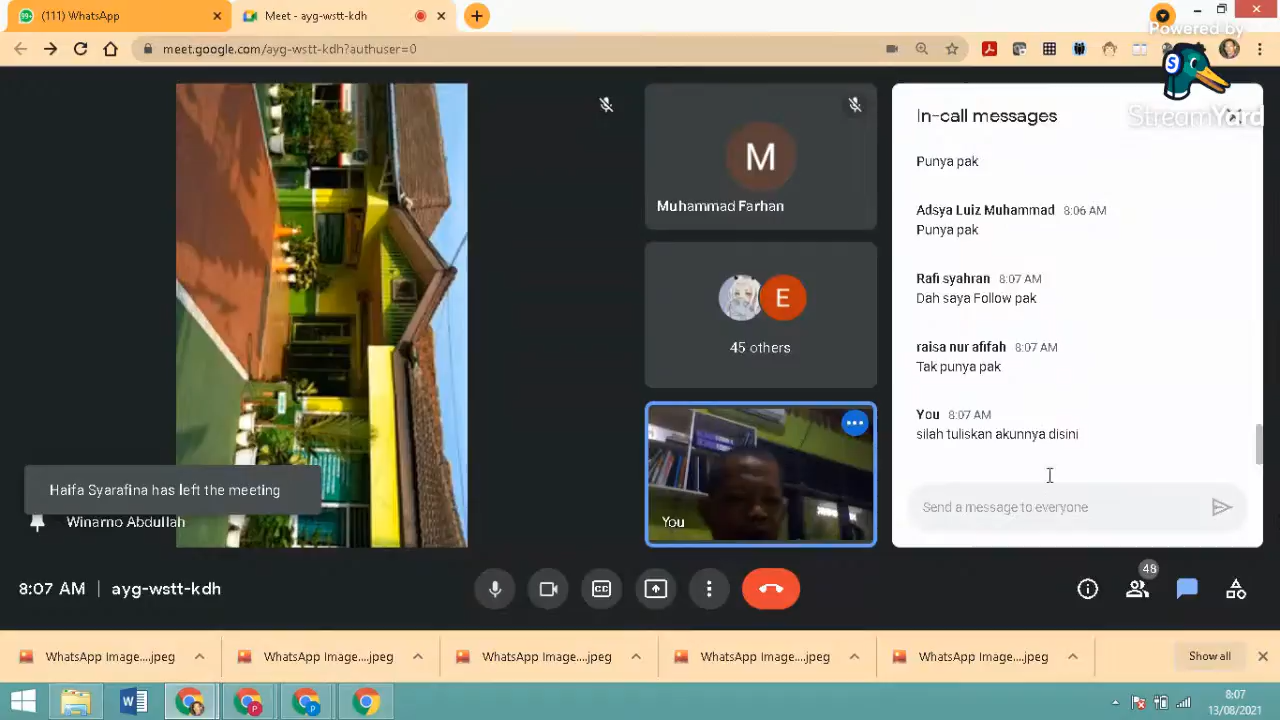 (111) WhatsApp
Meet - ayg-wstt-kdh
meet.google.com/ayg-wstt-kdh?authuser=0
Powered by
StreamYard
In-call messages
Punya pak
Adsya Luiz Muhammad 8:06 AM
Punya pak
Rafi syahran 8:07 AM
Dah saya Follow pak
raisa nur afifah 8:07 AM
Tak punya pak
You 8:07 AM
silah tuliskan akunnya disini
Send a message to everyone
M
Muhammad Farhan
E
45 others
You
Haifa Syarafina has left the meeting
Winarno Abdullah
8:07 AM | ayg-wstt-kdh
CC
48
WhatsApp Image....jpeg
WhatsApp Image....jpeg
WhatsApp Image....jpeg
WhatsApp Image....jpeg
WhatsApp Image....jpeg
Show all
8:07
13/08/2021